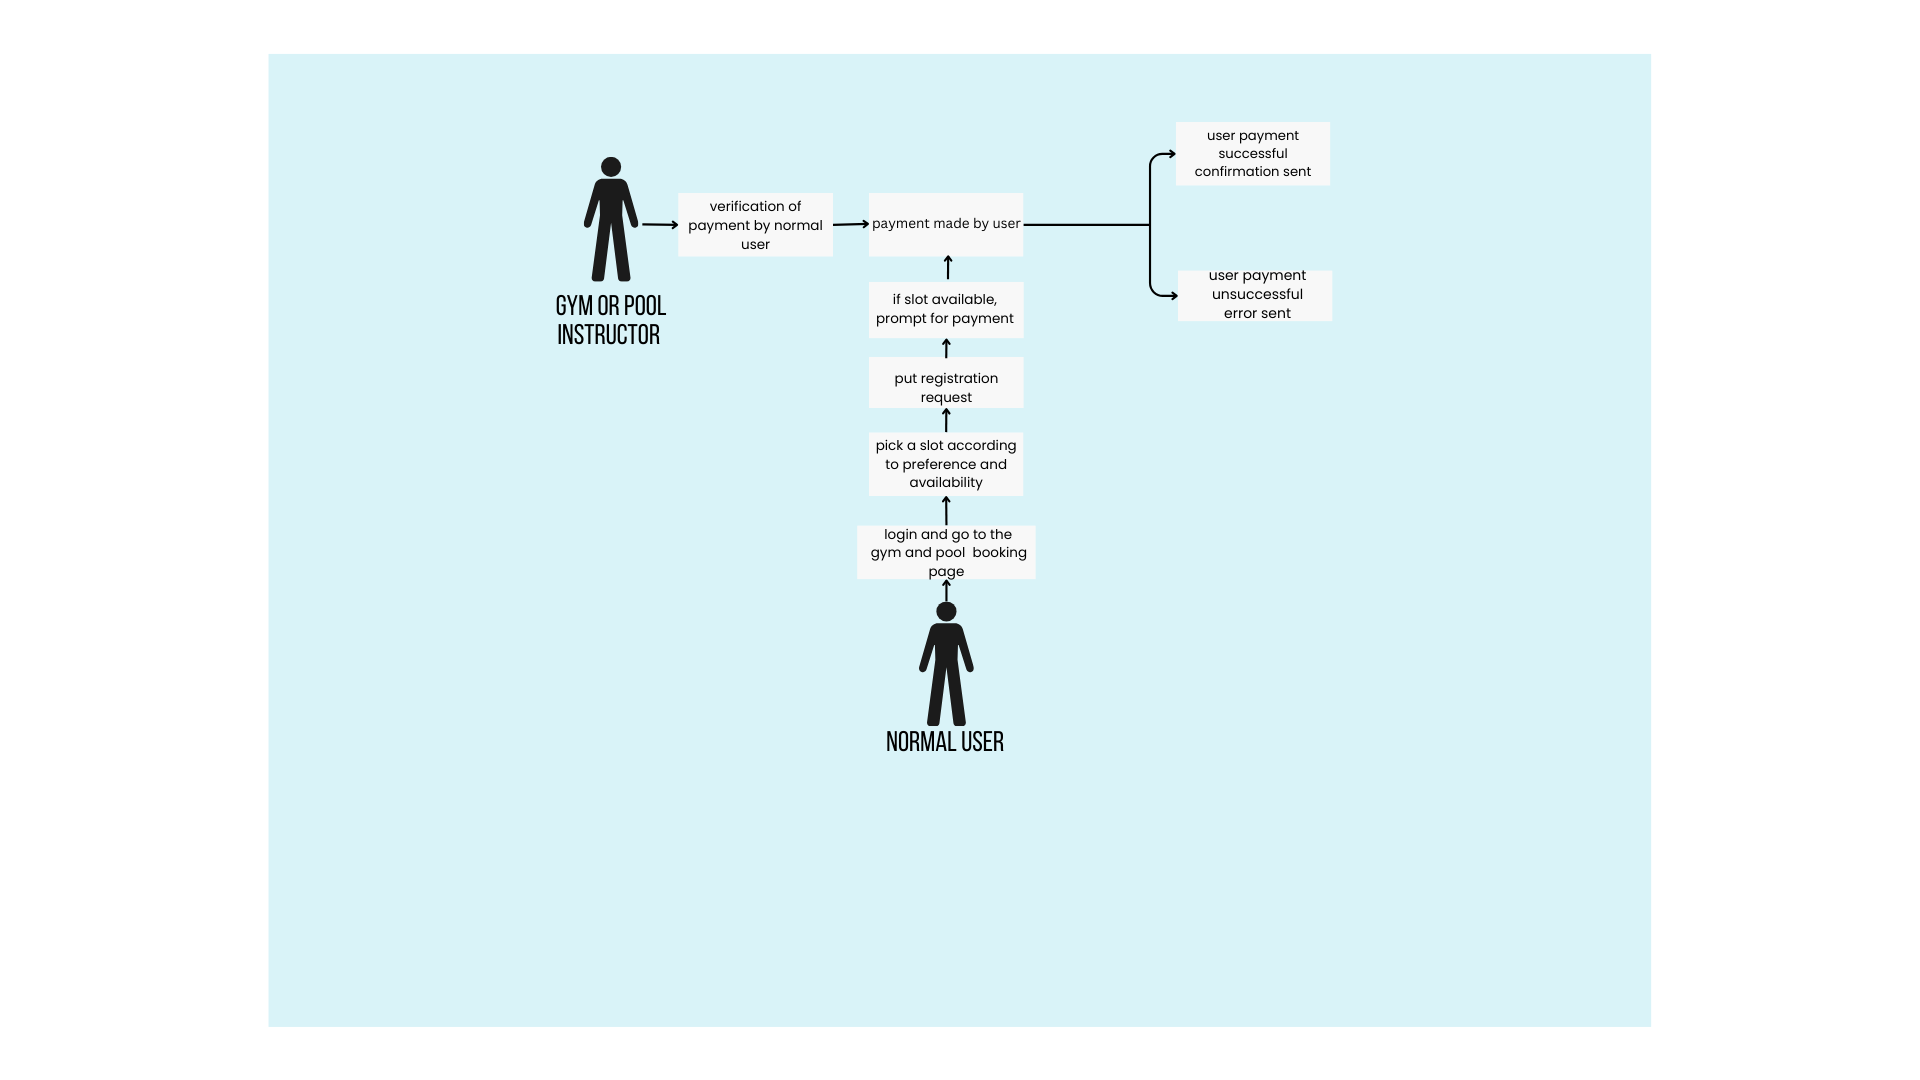 user payment
successful
confirmation sent
verification of
payment by normal
user
payment made by user
user payment
unsuccessful
error sent
GYM OR POOL
INSTRUCTOR
if slot available,
prompt for payment
put registration
request
pick a slot according
to preference and
availability
login and go to the
gym and pool booking
page
NORMAL USER